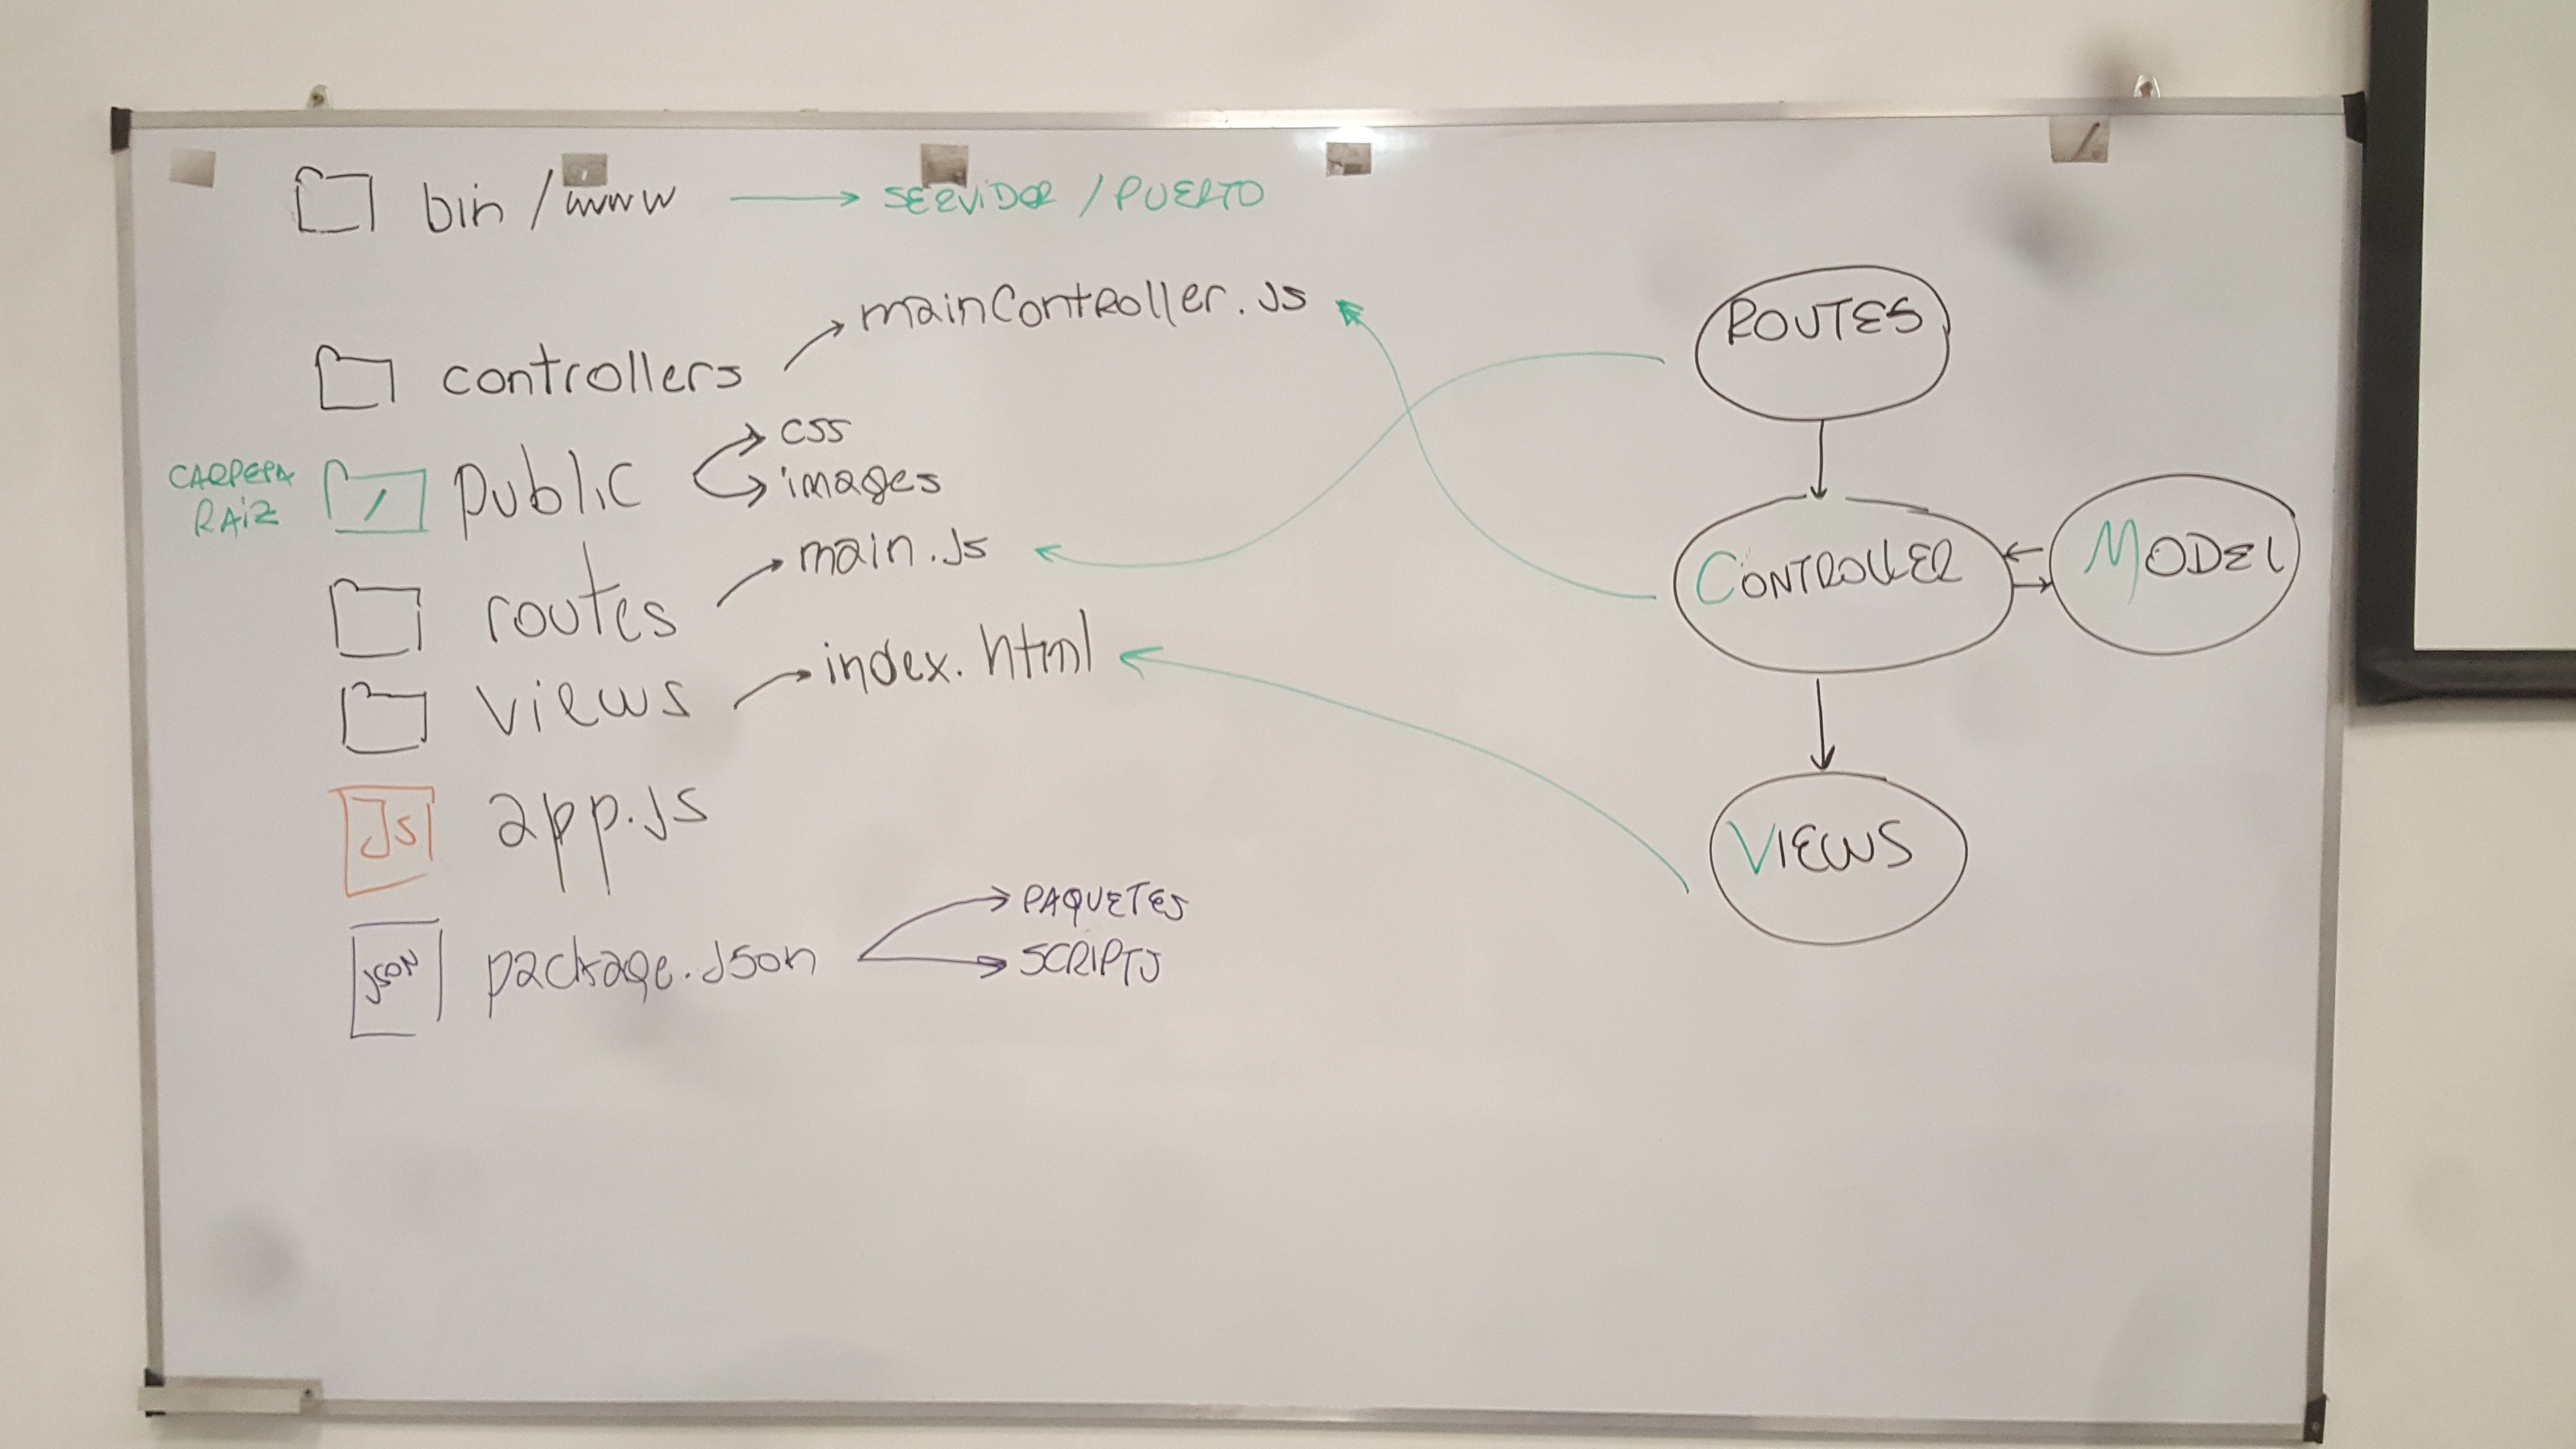 bin / www → SERVIDOR / PUERTO
mainController.Js
controllers
css
CARPETA
RAIZ
/
public
images
main.Js
routes
index.html
views
JS
app.Js
PAQUETES
JSON
package.Json
SCRIPTS
ROUTES
CONTROLLER
MODEL
VIEWS